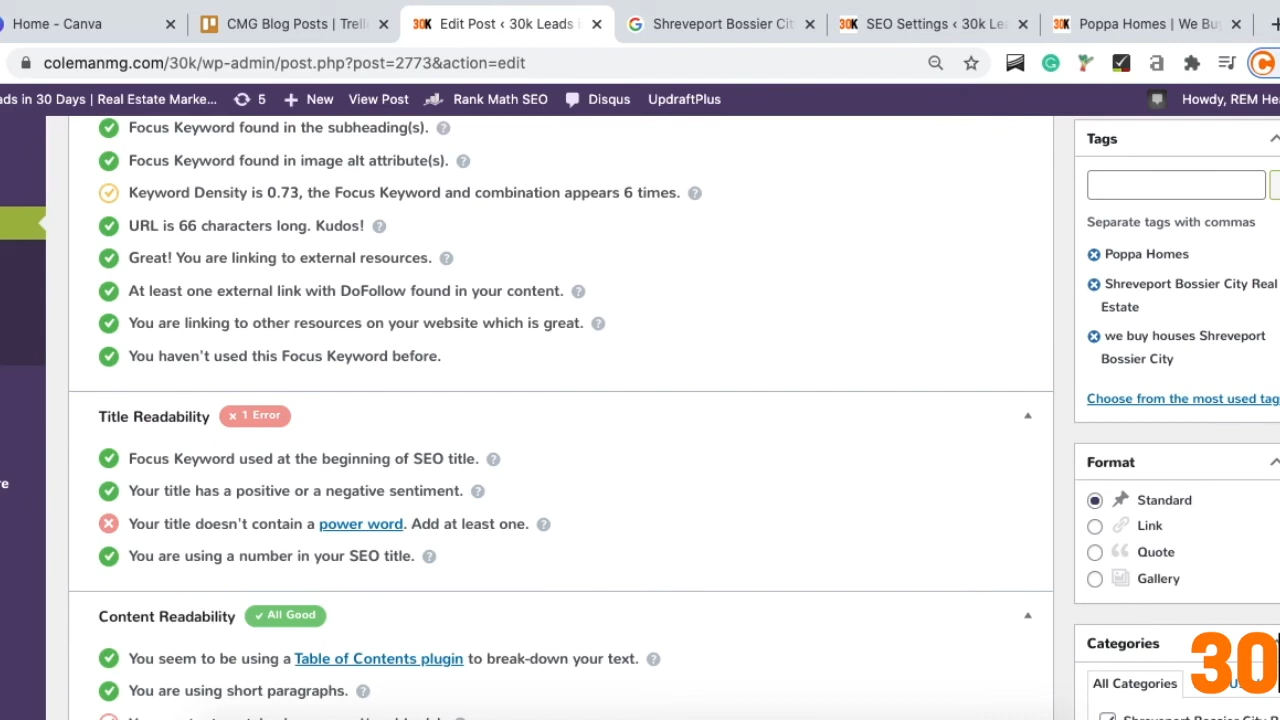 Home - Canva
CMG Blog Posts | Trell
30K Edit Post ‹ 30k Leads i
Shreveport Bossier Cit
30K SEO Settings ‹ 30k Le
30K Poppa Homes | We Bu
colemanmg.com/30k/wp-admin/post.php?post=2773&action=edit
ads in 30 Days | Real Estate Marke... 5 New View Post Rank Math SEO Disqus UpdraftPlus Howdy, REM He
Focus Keyword found in the subheading(s).
Focus Keyword found in image alt attribute(s).
Keyword Density is 0.73, the Focus Keyword and combination appears 6 times.
URL is 66 characters long. Kudos!
Great! You are linking to external resources.
At least one external link with DoFollow found in your content.
You are linking to other resources on your website which is great.
You haven't used this Focus Keyword before.
Title Readability × 1 Error
Focus Keyword used at the beginning of SEO title.
Your title has a positive or a negative sentiment.
Your title doesn't contain a power word. Add at least one.
You are using a number in your SEO title.
Content Readability All Good
You seem to be using a Table of Contents plugin to break-down your text.
You are using short paragraphs.
re
Tags
Separate tags with commas
Poppa Homes
Shreveport Bossier City Real
Estate
we buy houses Shreveport
Bossier City
Choose from the most used tag
Format
Standard
Link
Quote
Gallery
Categories
All Categories
30